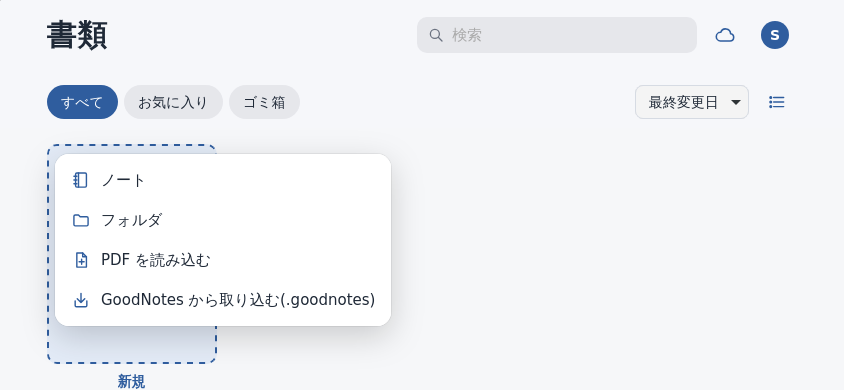 書類
検索
S
すべて
お気に入り
ゴミ箱
最終変更日
ノート
フォルダ
PDF を読み込む
GoodNotes から取り込む(.goodnotes)
新規